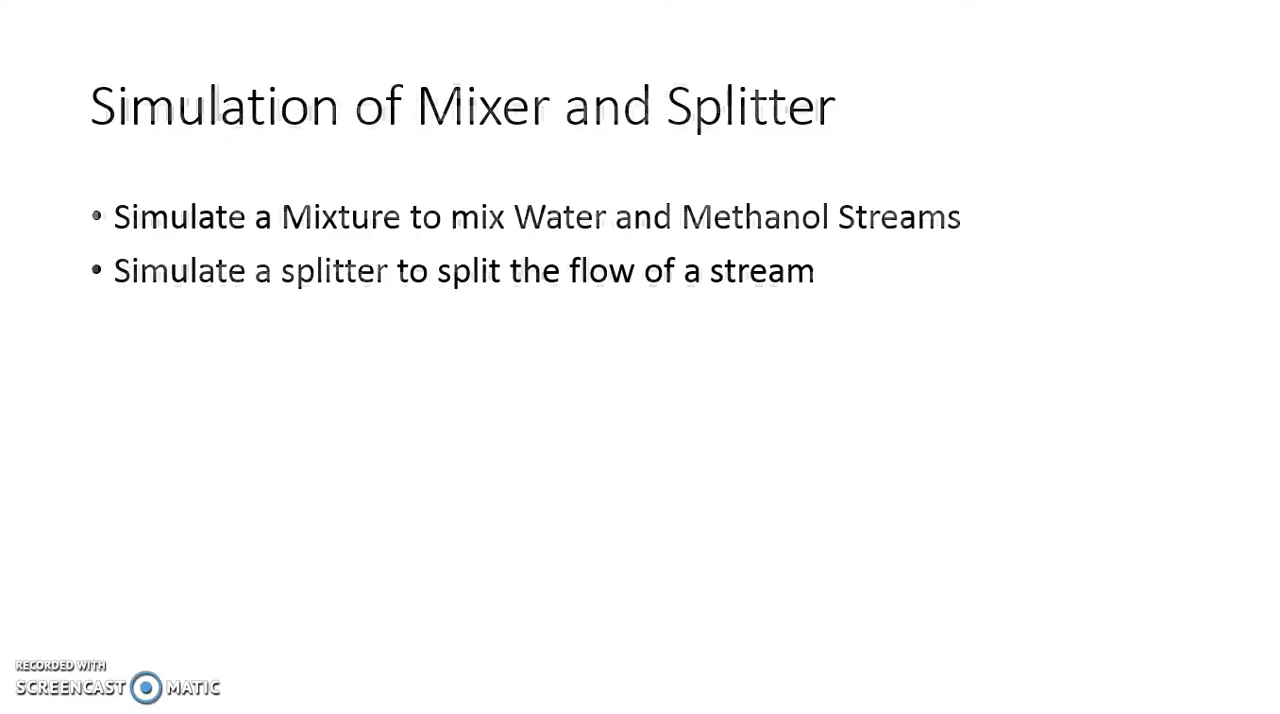 Simulation of Mixer and Splitter
• Simulate a Mixture to mix Water and Methanol Streams
• Simulate a splitter to split the flow of a stream
RECORDED WITH
SCREENCAST MATIC